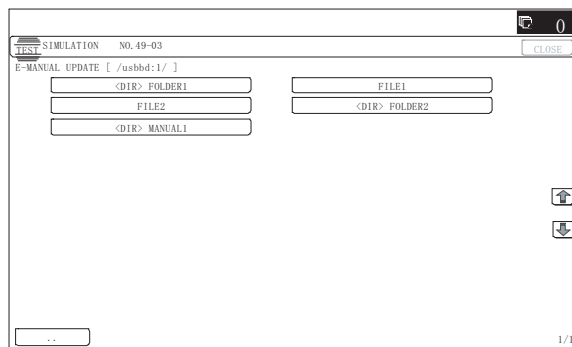 0
TEST SIMULATION NO.49-03 CLOSE
E-MANUAL UPDATE [ /usbbd:1/ ]
<DIR> FOLDER1 FILE1
FILE2 <DIR> FOLDER2
<DIR> MANUAL1
.. 1/1